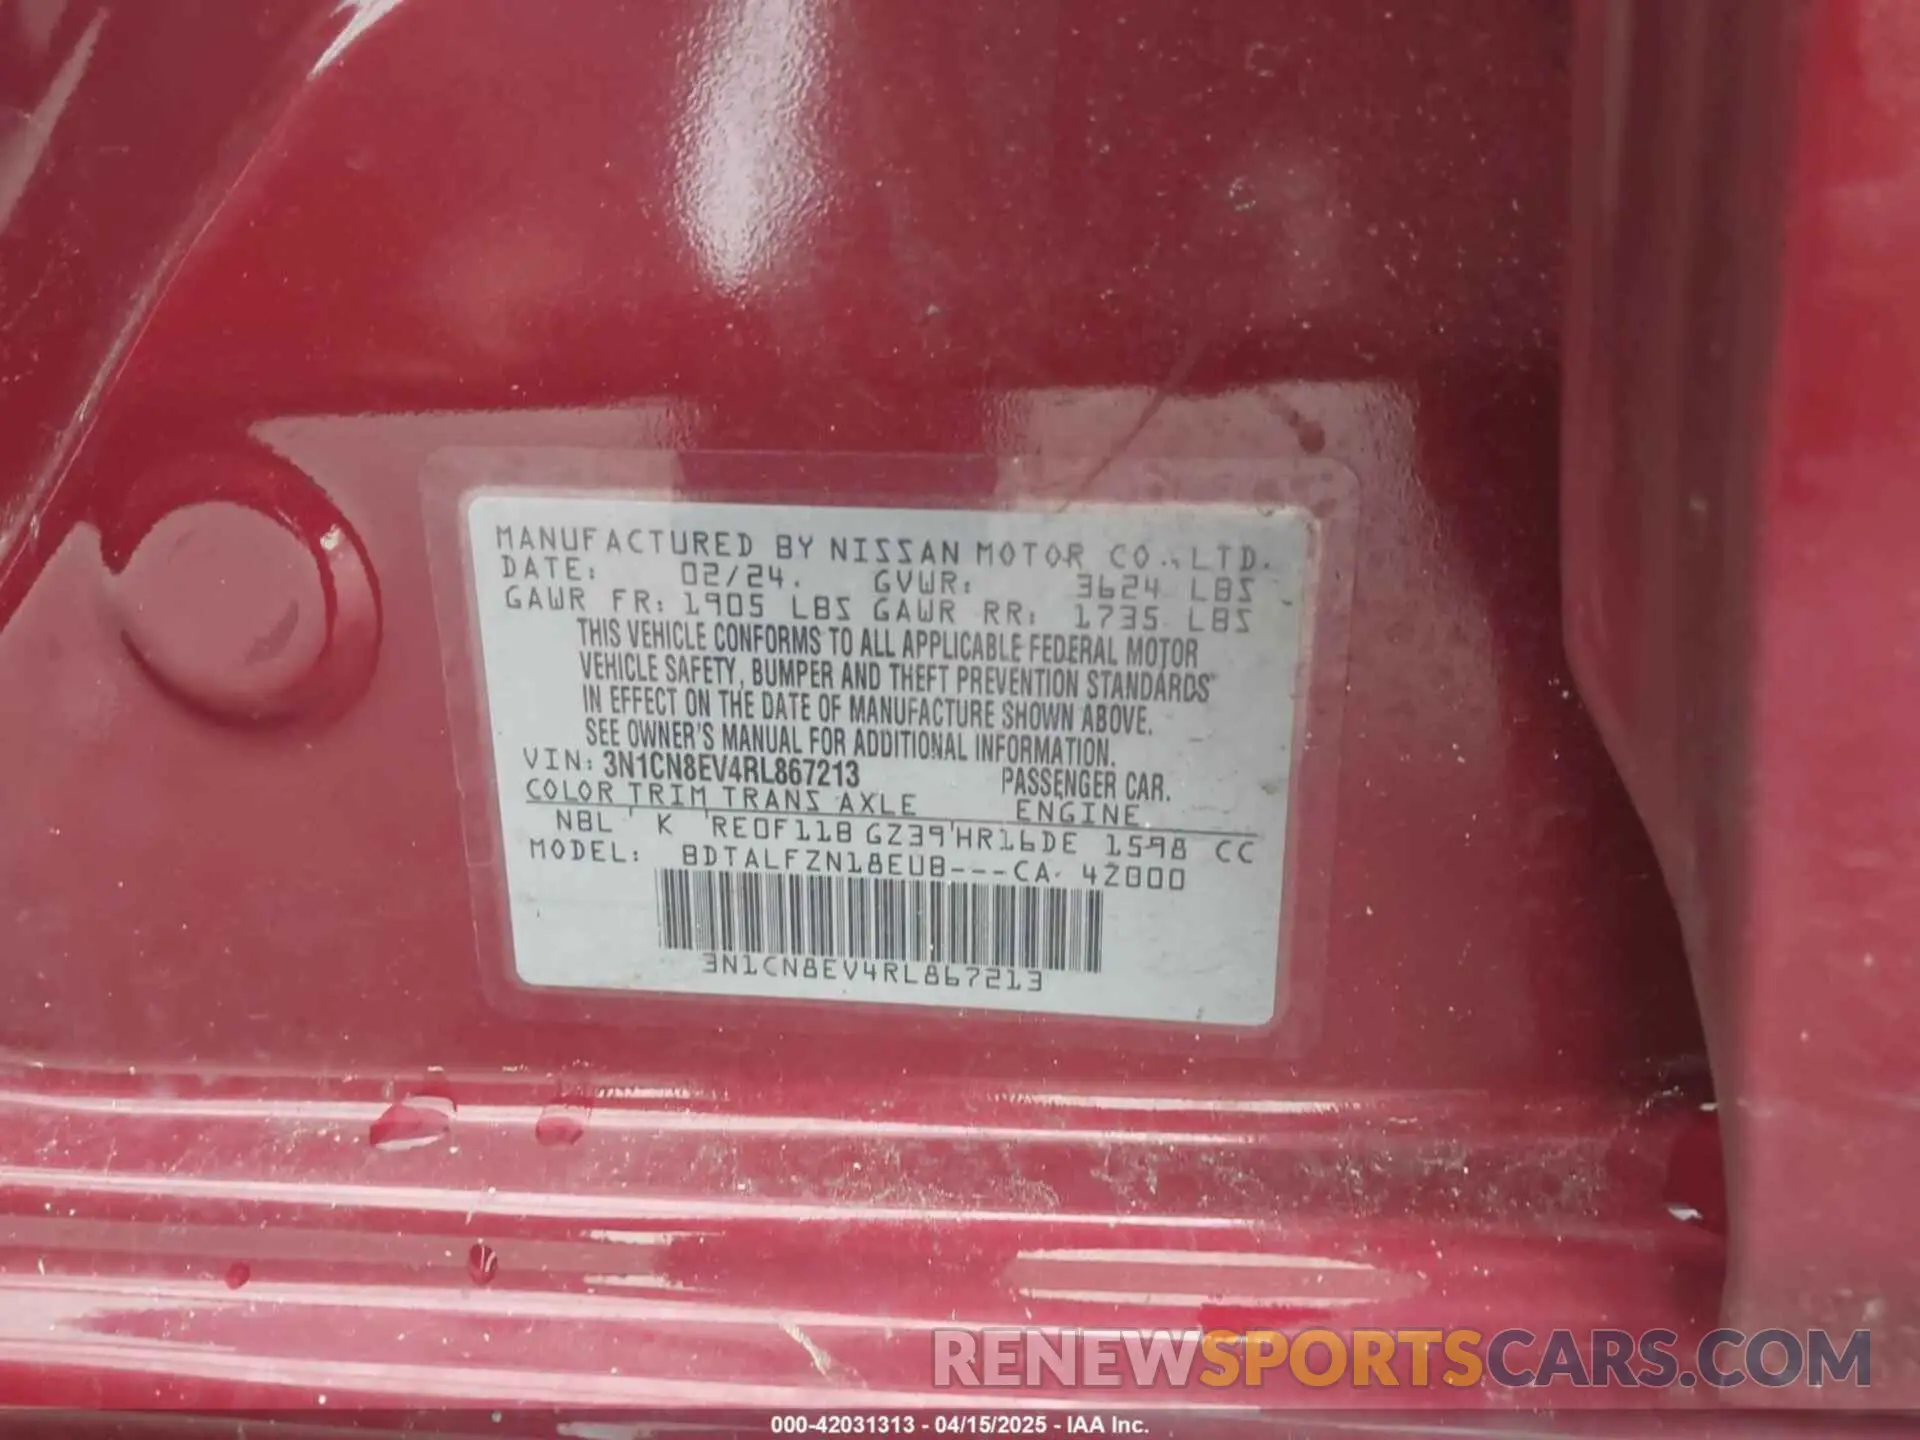 MANUFACTURED BY NISSAN MOTOR CO., LTD.
DATE: 02/24. GVWR: 3624 LBS
GAWR FR: 1905 LBS GAWR RR: 1735 LBS
THIS VEHICLE CONFORMS TO ALL APPLICABLE FEDERAL MOTOR
VEHICLE SAFETY, BUMPER AND THEFT PREVENTION STANDARDS
IN EFFECT ON THE DATE OF MANUFACTURE SHOWN ABOVE.
SEE OWNER'S MANUAL FOR ADDITIONAL INFORMATION.
VIN: 3N1CN8EV4RL867213 PASSENGER CAR.
COLOR TRIM TRANS AXLE ENGINE
NBL K RE0F11B GZ39 HR16DE 1598 CC
MODEL: BDTALFZN18EUB---CA- 42000
3N1CN8EV4RL867213
RENEWSPORTSCARS.COM
000-42031313 - 04/15/2025 - IAA Inc.